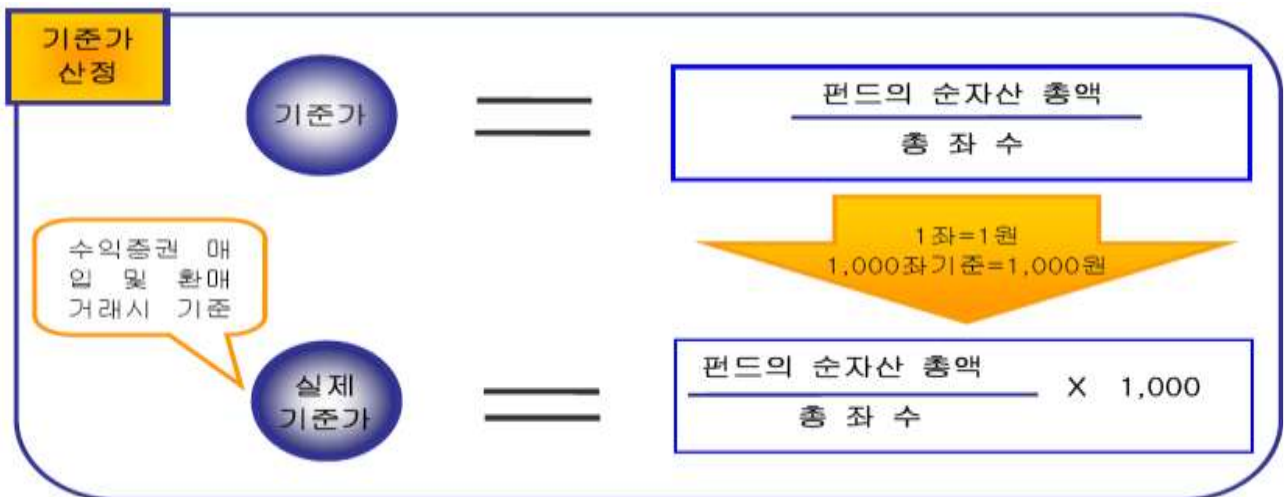 기준가
산정
기준가
펀드의 순자산 총액
총 좌 수
1좌=1원
1,000좌기준=1,000원
수익증권 매
입 및 환매
거래시 기준
실제
기준가
펀드의 순자산 총액
총 좌 수
X 1,000